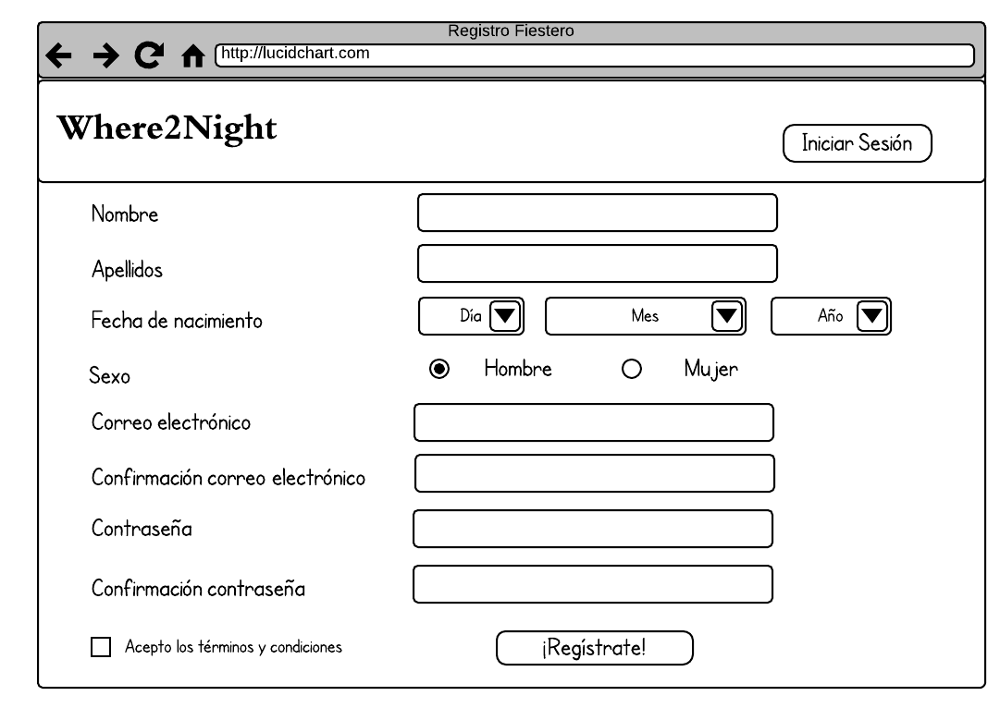 Registro Fiestero
http://lucidchart.com
Where2Night
Iniciar Sesión
Nombre
Apellidos
Fecha de nacimiento
Día
Mes
Año
Sexo
Hombre
Mujer
Correo electrónico
Confirmación correo electrónico
Contraseña
Confirmación contraseña
Acepto los términos y condiciones
¡Regístrate!